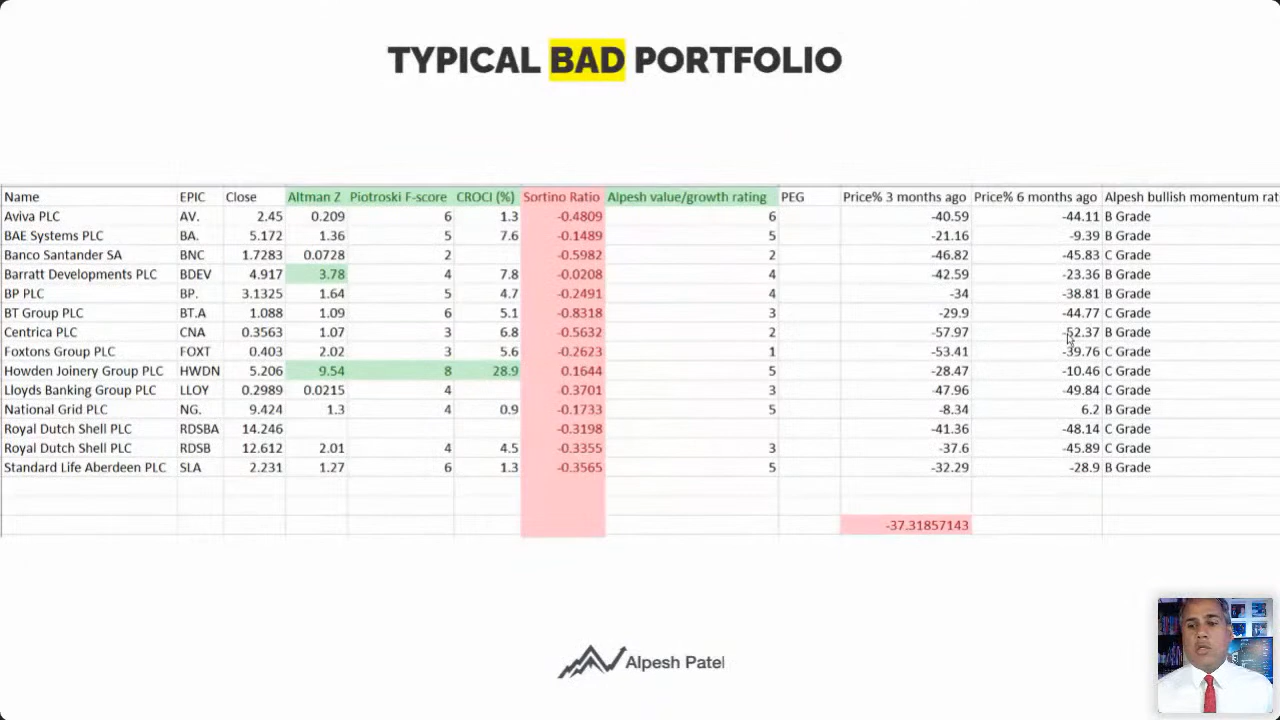 TYPICAL BAD PORTFOLIO
Name EPIC Close Altman Z Piotroski F-score CROCI (%) Sortino Ratio Alpesh value/growth rating PEG Price% 3 months ago Price% 6 months ago Alpesh bullish momentum rat
Aviva PLC AV. 2.45 0.209 6 1.3 -0.4809 6 -40.59 -44.11 B Grade
BAE Systems PLC BA. 5.172 1.36 5 7.6 -0.1489 5 -21.16 -9.39 B Grade
Banco Santander SA BNC 1.7283 0.0728 2 -0.5982 2 -46.82 -45.83 C Grade
Barratt Developments PLC BDEV 4.917 3.78 4 7.8 -0.0208 4 -42.59 -23.36 B Grade
BP PLC BP. 3.1325 1.64 5 4.7 -0.2491 4 -34 -38.81 B Grade
BT Group PLC BT.A 1.088 1.09 6 5.1 -0.8318 3 -29.9 -44.77 C Grade
Centrica PLC CNA 0.3563 1.07 3 6.8 -0.5632 2 -57.97 -52.37 B Grade
Foxtons Group PLC FOXT 0.403 2.02 3 5.6 -0.2623 1 -53.41 -39.76 C Grade
Howden Joinery Group PLC HWDN 5.206 9.54 8 28.9 0.1644 5 -28.47 -10.46 C Grade
Lloyds Banking Group PLC LLOY 0.2989 0.0215 4 -0.3701 3 -47.96 -49.84 C Grade
National Grid PLC NG. 9.424 1.3 4 0.9 -0.1733 5 -8.34 6.2 B Grade
Royal Dutch Shell PLC RDSBA 14.246 -0.3198 -41.36 -48.14 C Grade
Royal Dutch Shell PLC RDSB 12.612 2.01 4 4.5 -0.3355 3 -37.6 -45.89 C Grade
Standard Life Aberdeen PLC SLA 2.231 1.27 6 1.3 -0.3565 5 -32.29 -28.9 B Grade
-37.31857143
Alpesh Patel